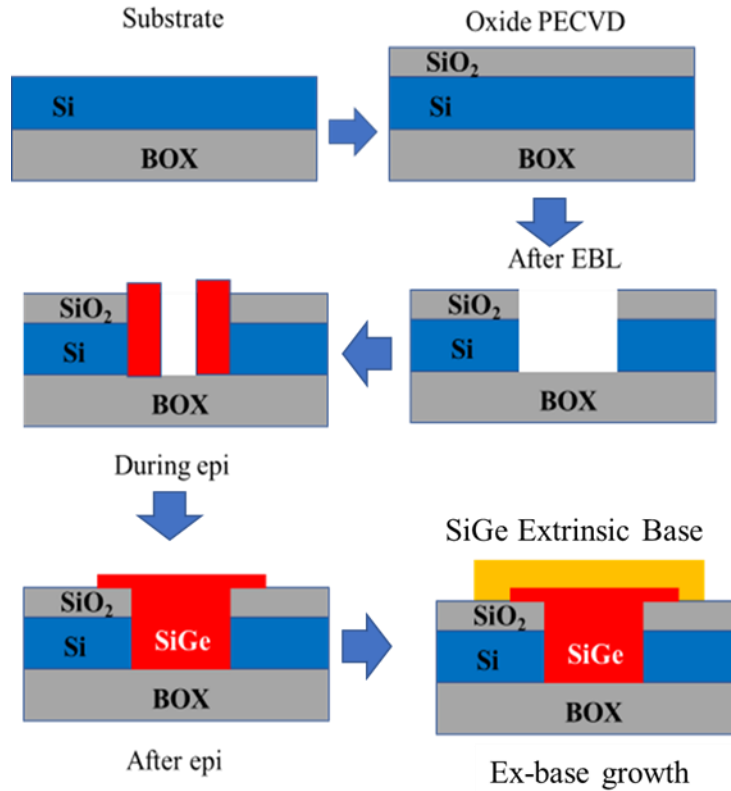 Substrate
Si
BOX
Oxide PECVD
SiO₂
Si
BOX
After EBL
SiO₂
Si
BOX
SiO₂
Si
BOX
During epi
SiO₂
Si
SiGe
BOX
After epi
SiGe Extrinsic Base
SiO₂
Si
SiGe
BOX
Ex-base growth